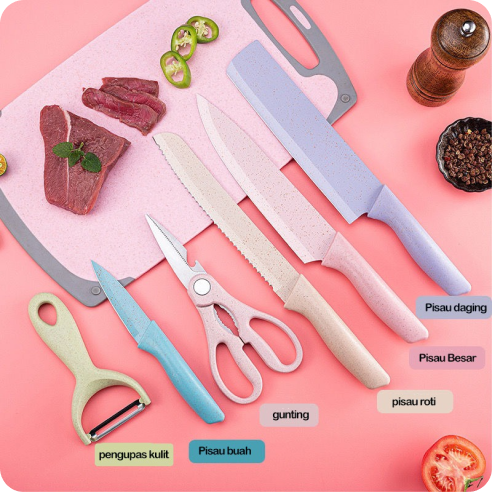 Pisau daging
Pisau Besar
pisau roti
gunting
Pisau buah
pengupas kulit